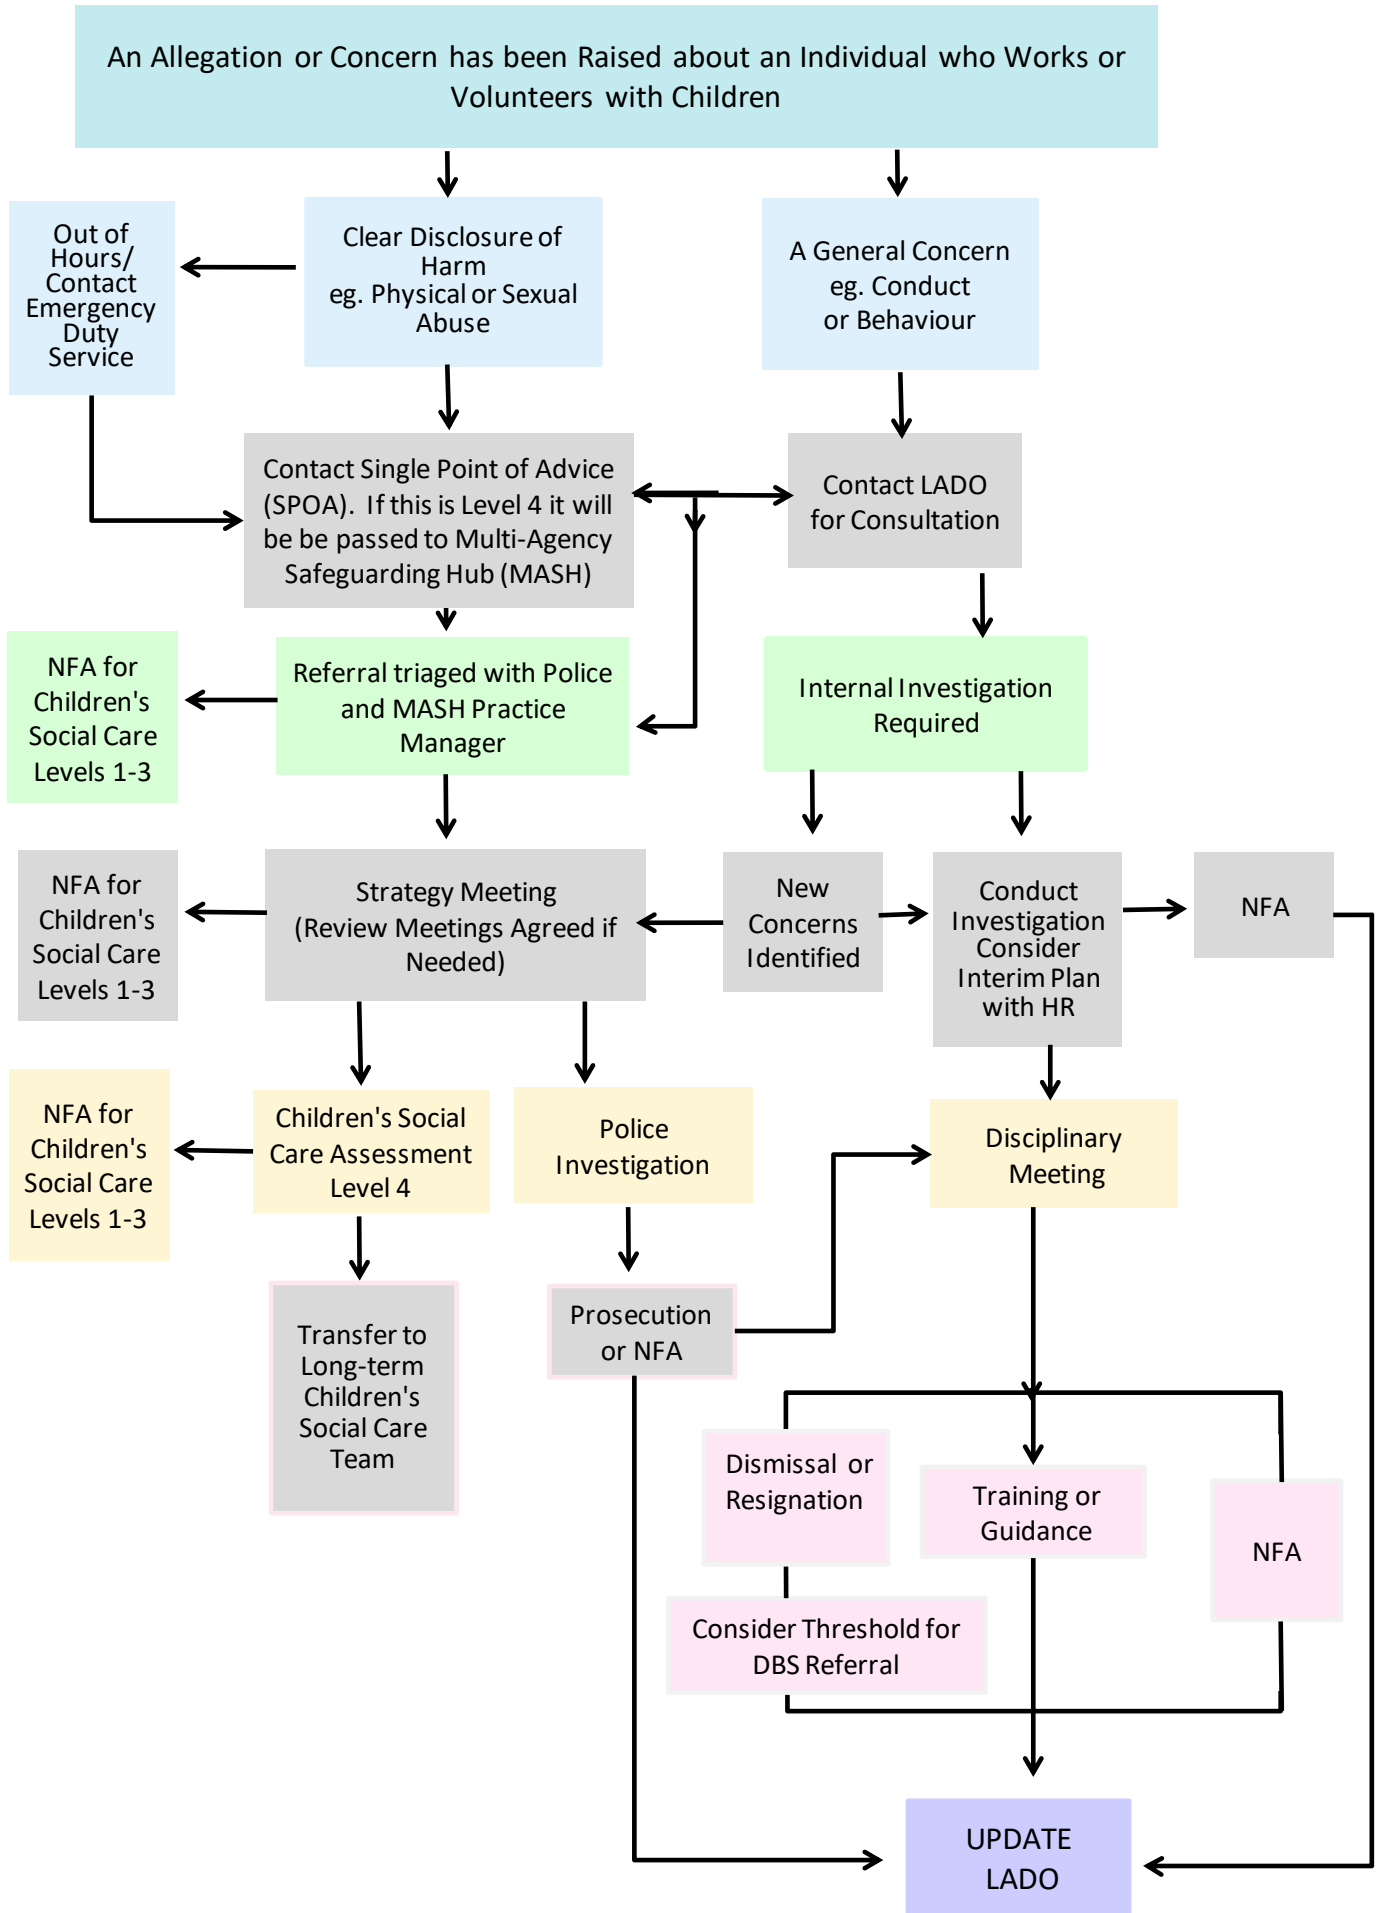 An Allegation or Concern has been Raised about an Individual who Works or
Volunteers with Children
Out of
Hours/
Contact
Emergency
Duty
Service
Clear Disclosure of
Harm
eg. Physical or Sexual
Abuse
A General Concern
eg. Conduct
or Behaviour
Contact Single Point of Advice
(SPOA). If this is Level 4 it will
be be passed to Multi-Agency
Safeguarding Hub (MASH)
Contact LADO
for Consultation
NFA for
Children's
Social Care
Levels 1-3
Referral triaged with Police
and MASH Practice
Manager
Internal Investigation
Required
NFA for
Children's
Social Care
Levels 1-3
Strategy Meeting
(Review Meetings Agreed if
Needed)
New
Concerns
Identified
Conduct
Investigation
Consider
Interim Plan
with HR
NFA
NFA for
Children's
Social Care
Levels 1-3
Children's Social
Care Assessment
Level 4
Police
Investigation
Disciplinary
Meeting
Transfer to
Long-term
Children's
Social Care
Team
Prosecution
or NFA
Dismissal or
Resignation
Training or
Guidance
NFA
Consider Threshold for
DBS Referral
UPDATE
LADO